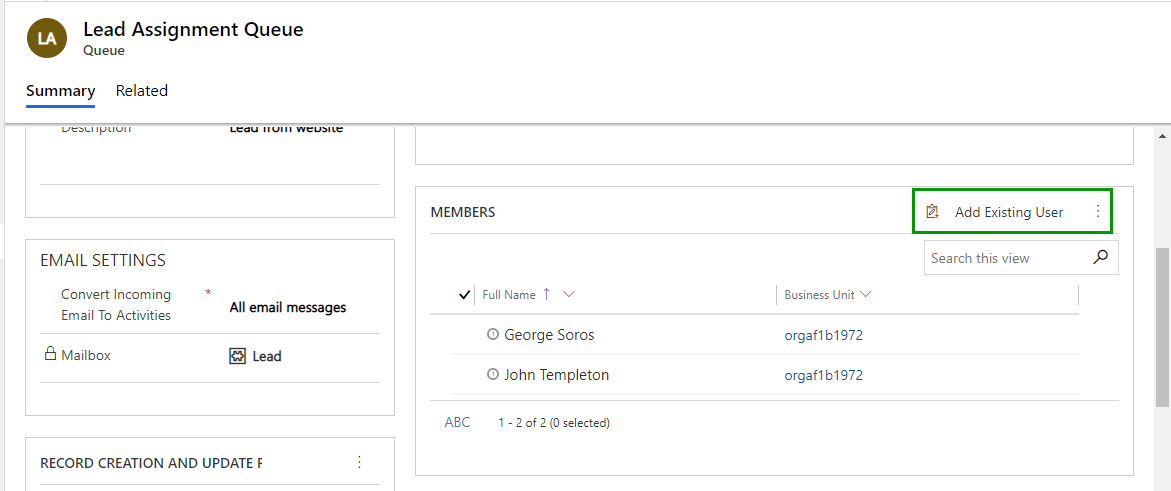 LA
Lead Assignment Queue
Queue
Summary Related
Description Lead from website
EMAIL SETTINGS
Convert Incoming
Email To Activities
* All email messages
Mailbox Lead
RECORD CREATION AND UPDATE
MEMBERS
Add Existing User
Search this view
Full Name Business Unit
George Soros orgaf1b1972
John Templeton orgaf1b1972
ABC 1 - 2 of 2 (0 selected)